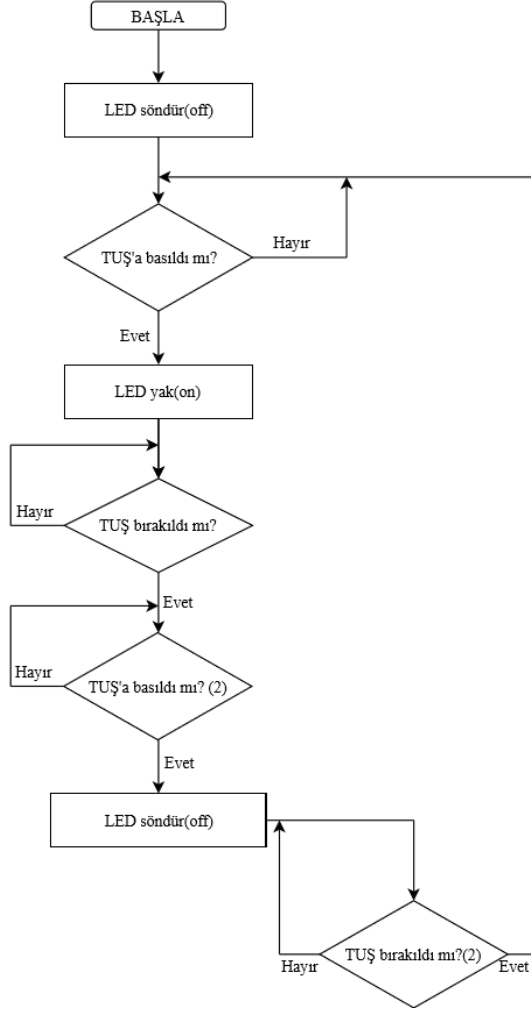 BAŞLA
LED söndür(off)
TUŞ'a basıldı mı?
Hayır
Evet
LED yak(on)
TUŞ bırakıldı mı?
Hayır
Evet
TUŞ'a basıldı mı? (2)
Hayır
Evet
LED söndür(off)
TUŞ bırakıldı mı?(2)
Hayır
Evet